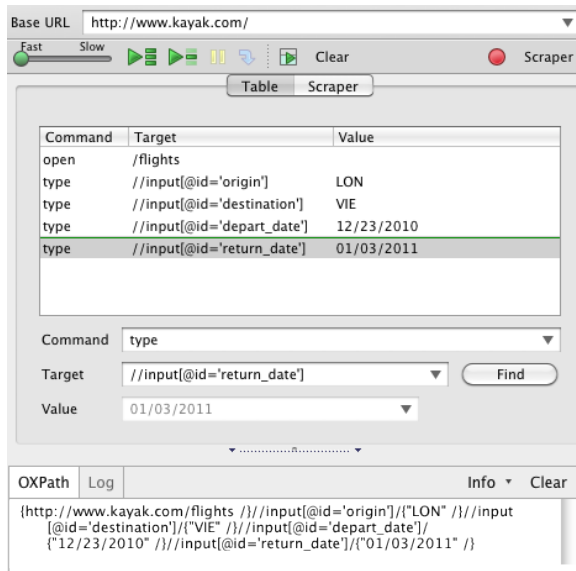 Base URL http://www.kayak.com/
Fast Slow Clear Scraper
Table Scraper
Command Target Value
open /flights
type //input[@id='origin'] LON
type //input[@id='destination'] VIE
type //input[@id='depart_date'] 12/23/2010
type //input[@id='return_date'] 01/03/2011
Command type
Target //input[@id='return_date'] Find
Value 01/03/2011
OXPath Log Info Clear
{http://www.kayak.com/flights /}//input[@id='origin']/{"LON" /}//input
[@id='destination']/{"VIE" /}//input[@id='depart_date']/
{"12/23/2010" /}//input[@id='return_date']/{"01/03/2011" /}